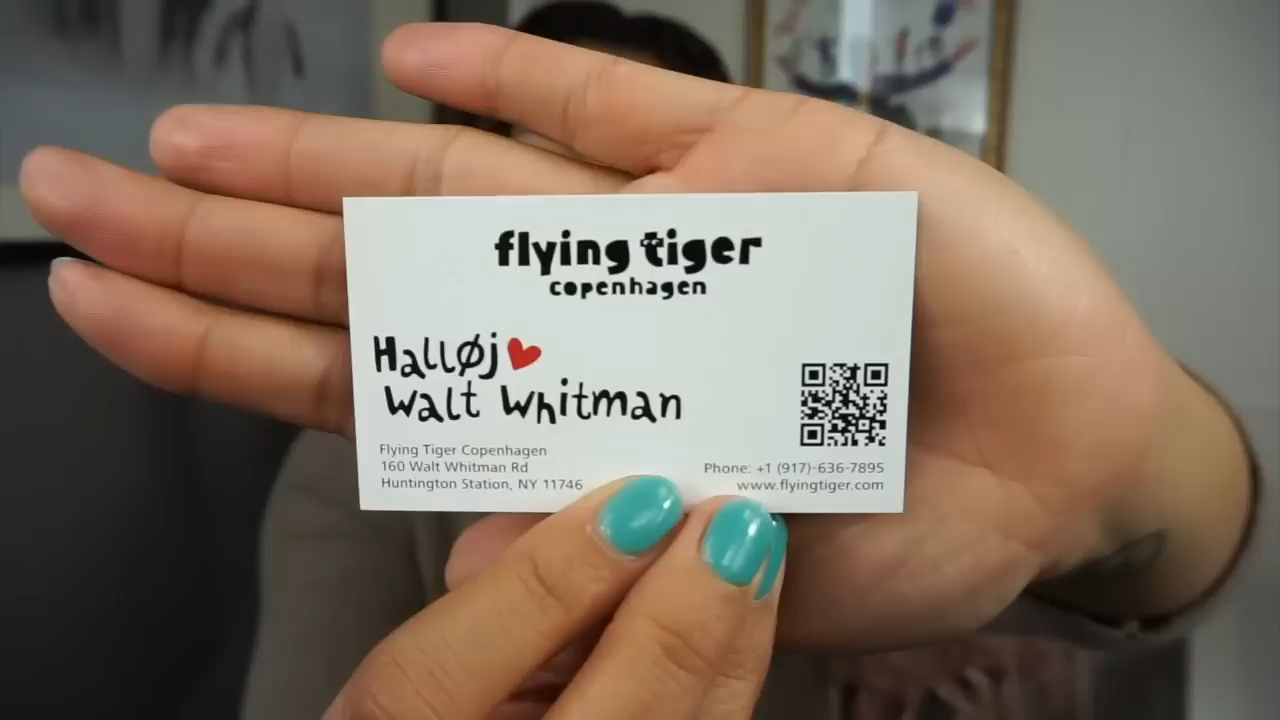 flying tiger
copenhagen
Halløj
Walt Whitman
Flying Tiger Copenhagen
160 Walt Whitman Rd
Huntington Station, NY 11746
Phone: +1 (917)-636-7895
www.flyingtiger.com